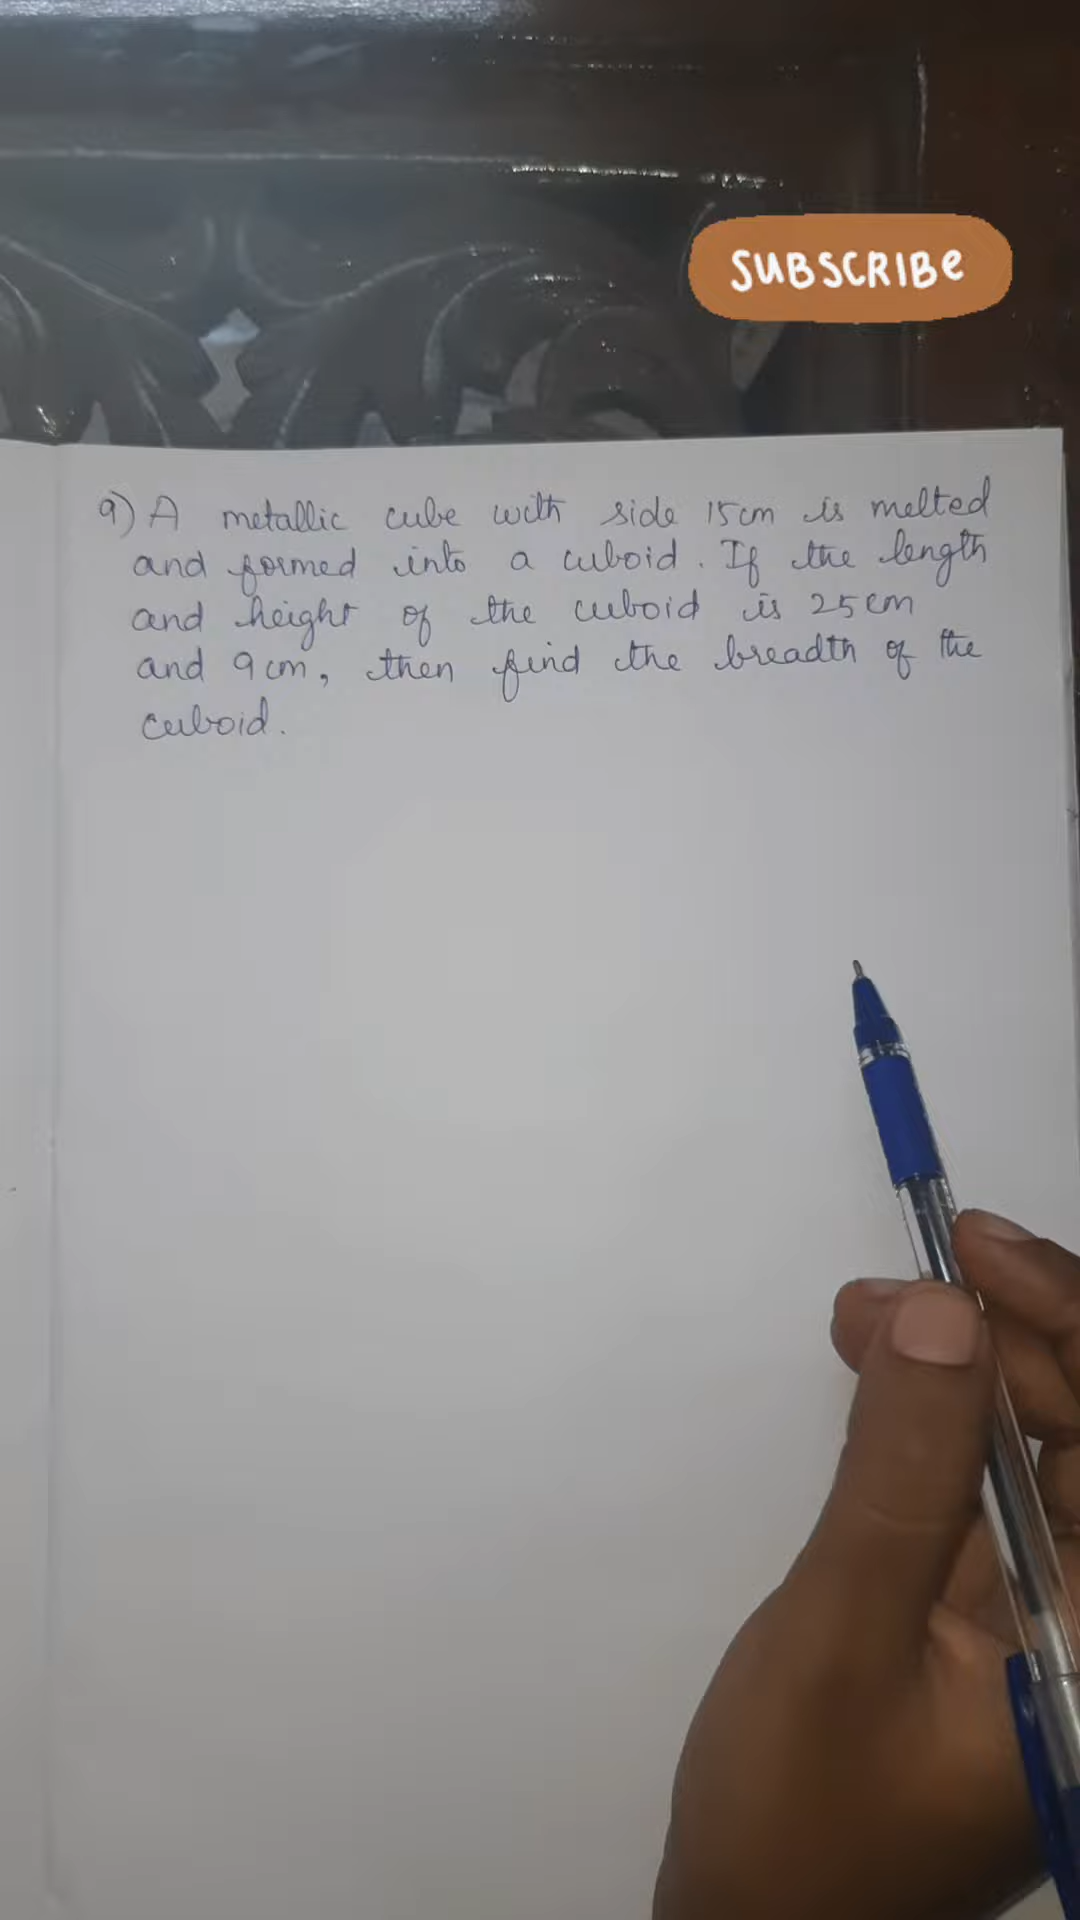 SUBSCRIBe
9) A metallic cube with side 15cm is melted
and formed into a cuboid. If the length
and height of the cuboid is 25cm
and 9cm, then find the breadth of the
cuboid.